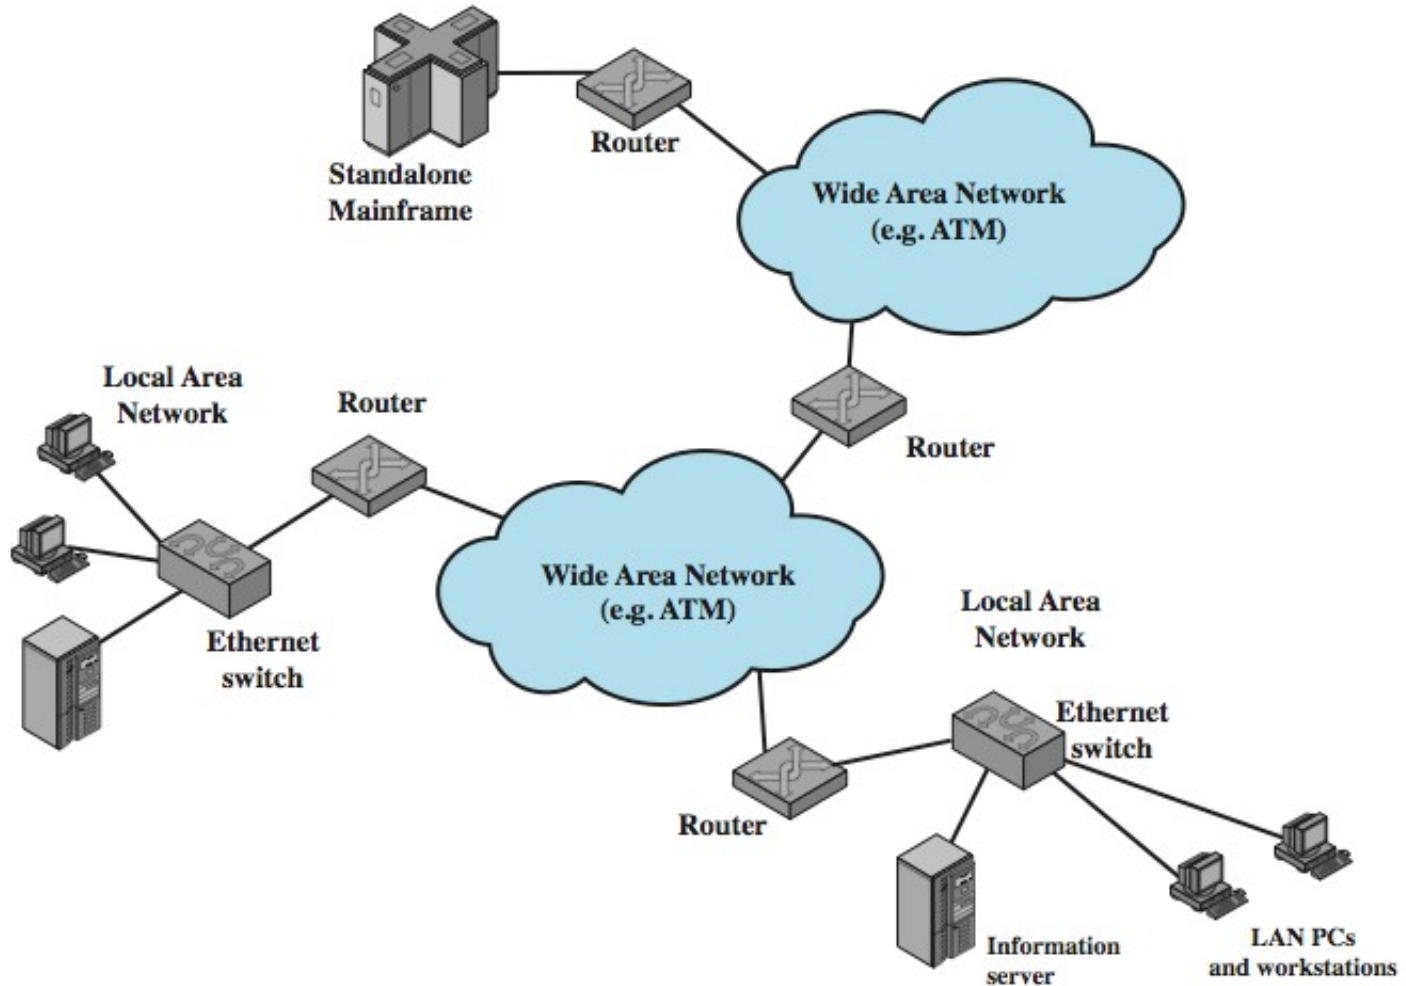 Router
Standalone
Mainframe
Wide Area Network
(e.g. ATM)
Local Area
Network
Router
Router
Wide Area Network
(e.g. ATM)
Ethernet
switch
Local Area
Network
Ethernet
switch
Router
Information
server
LAN PCs
and workstations